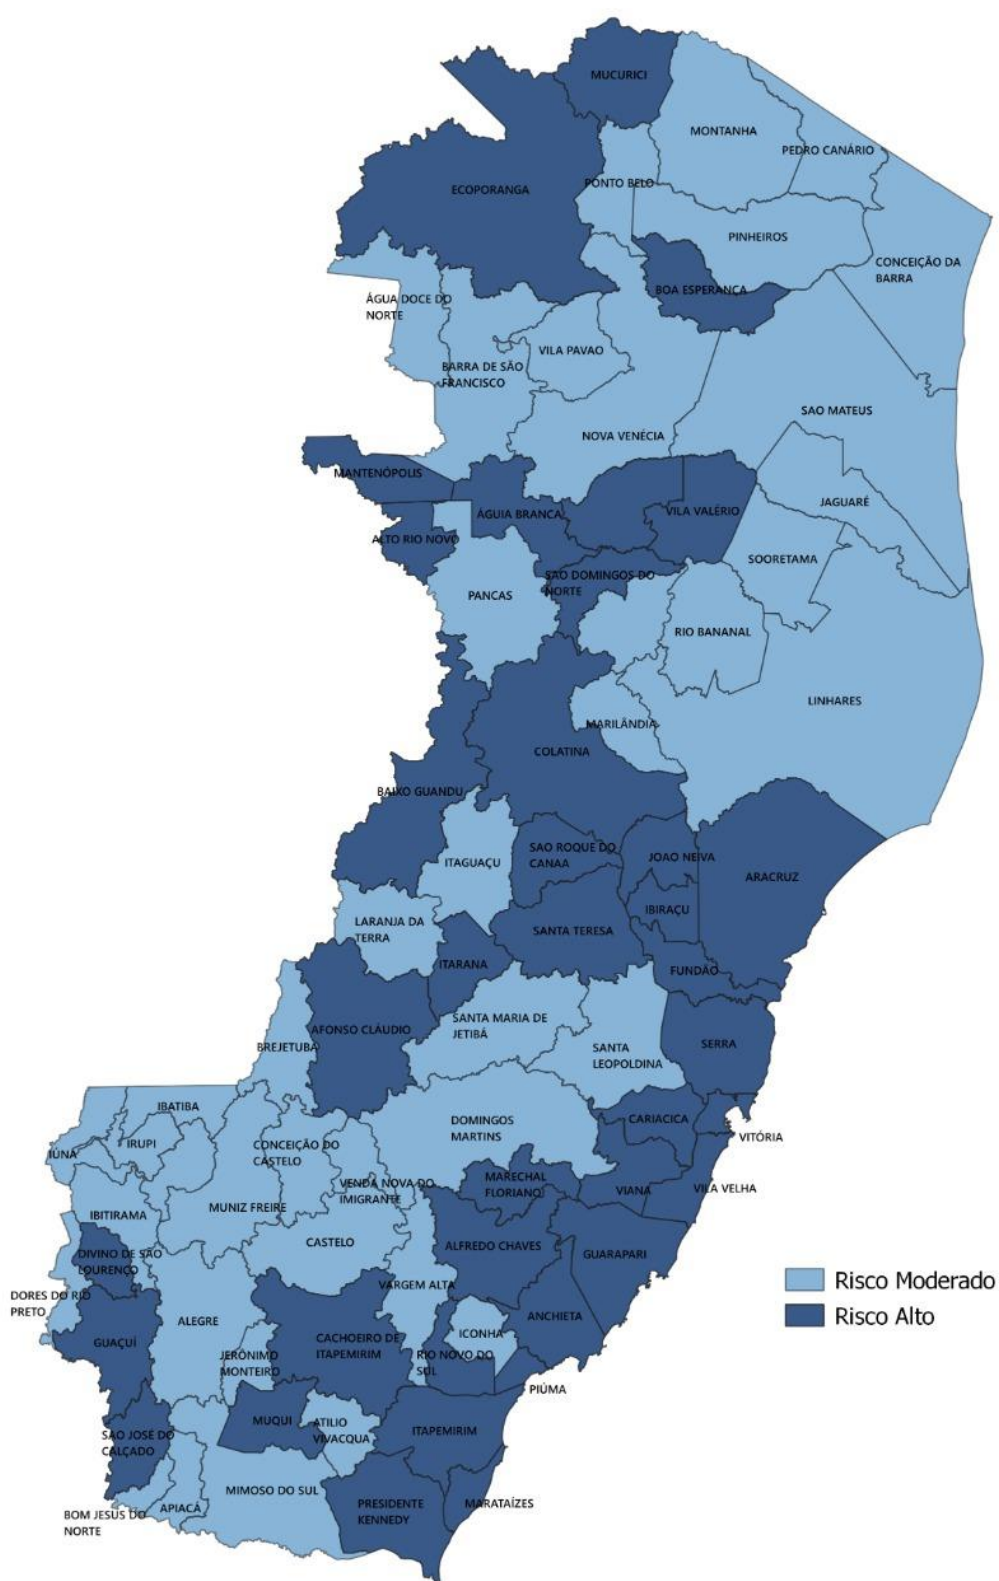 MUCURICI
MONTANHA
PEDRO CANÁRIO
PONTO BELO
ECOPORANGA
PINHEIROS
CONCEIÇÃO DA
BARRA
BOA ESPERANÇA
ÁGUA DOCE DO
NORTE
VILA PAVAO
BARRA DE SÃO
FRANCISCO
SAO MATEUS
NOVA VENÉCIA
MANTENÓPOLIS
JAGUARÉ
ÁGUIA BRANCA
VILA VALÉRIO
ALTO RIO NOVO
SOORETAMA
SAO DOMINGOS DO
NORTE
PANCAS
RIO BANANAL
LINHARES
MARILÂNDIA
COLATINA
BAIXO GUANDU
ITAGUAÇU
SAO ROQUE DO
CANAA
JOAO NEIVA
ARACRUZ
IBIRAÇU
LARANJA DA
TERRA
SANTA TERESA
ITARANA
FUNDÃO
SANTA MARIA DE
JETIBÁ
AFONSO CLÁUDIO
BREJETUBA
SANTA
LEOPOLDINA
SERRA
IBATIBA
DOMINGOS
MARTINS
CARIACICA
VITÓRIA
IRUPI
IÚNA
CONCEIÇÃO DO
CASTELO
VENDA NOVA DO
IMIGRANTE
MARECHAL
FLORIANO
VIANA
VILA VELHA
MUNIZ FREIRE
IBITIRAMA
CASTELO
ALFREDO CHAVES
GUARAPARI
DIVINO DE SÃO
LOURENÇO
Risco Moderado
VARGEM ALTA
DORES DO RIO
PRETO
Risco Alto
ALEGRE
ANCHIETA
GUAÇUÍ
CACHOEIRO DE
ITAPEMIRIM
ICONHA
JERÔNIMO
MONTEIRO
RIO NOVO DO
SUL
PIÚMA
MUQUI
ATILIO
VIVACQUA
ITAPEMIRIM
SAO JOSÉ DO
CALÇADO
MIMOSO DO SUL
APIACÁ
PRESIDENTE
KENNEDY
MARATAÍZES
BOM JESUS DO
NORTE